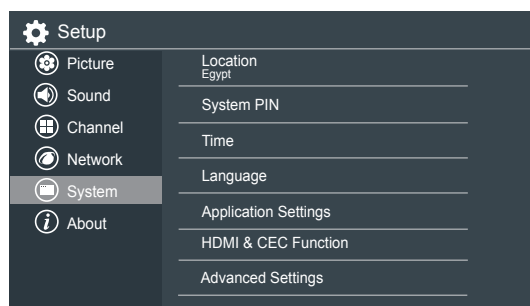 Setup
Picture
Sound
Channel
Network
System
About
Location
Egypt
System PIN
Time
Language
Application Settings
HDMI & CEC Function
Advanced Settings